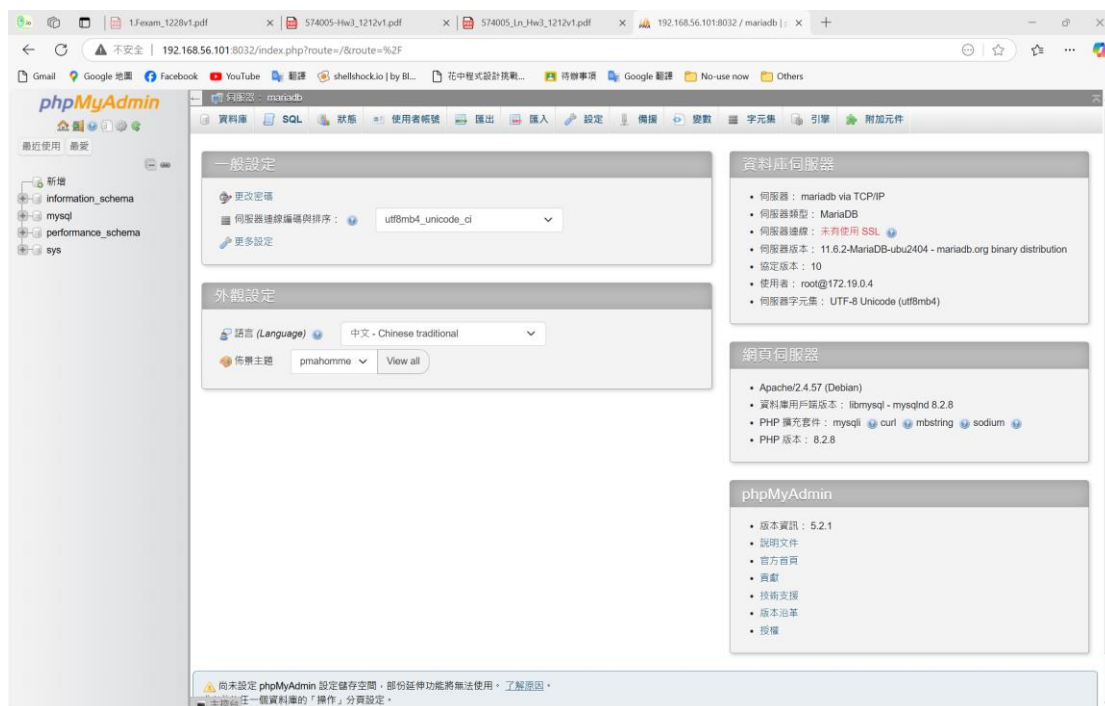 1.Fexam_1228v1.pdf
574005-Hw3_1212v1.pdf
574005_Ln_Hw3_1212v1.pdf
192.168.56.101:8032 / mariadb | p
不安全 | 192.168.56.101:8032/index.php?route=/&route=%2F
Gmail
Google 地圖
Facebook
YouTube
翻譯
shellshock.io | by Bl...
花中程式設計挑戰...
待辦事項
Google 翻譯
No-use now
Others
phpMyAdmin
最近使用 最愛
新增
information_schema
mysql
performance_schema
sys
伺服器: mariadb
資料庫 SQL 狀態 使用者帳號 匯出 匯入 設定 備援 變數 字元集 引擎 附加元件
一般設定
更改密碼
伺服器連線編碼與排序: utf8mb4_unicode_ci
更多設定
外觀設定
語言 (Language) 中文 - Chinese traditional
佈景主題 pmahomme View all
資料庫伺服器
• 伺服器: mariadb via TCP/IP
• 伺服器類型: MariaDB
• 伺服器連線: 未有使用 SSL
• 伺服器版本: 11.6.2-MariaDB-ubu2404 - mariadb.org binary distribution
• 協定版本: 10
• 使用者: root@172.19.0.4
• 伺服器字元集: UTF-8 Unicode (utf8mb4)
網頁伺服器
• Apache/2.4.57 (Debian)
• 資料庫用戶端版本: libmysql - mysqlnd 8.2.8
• PHP 擴充套件: mysqli curl mbstring sodium
• PHP 版本: 8.2.8
phpMyAdmin
• 版本資訊: 5.2.1
• 說明文件
• 官方首頁
• 貢獻
• 技術支援
• 版本沿革
• 授權
尚未設定 phpMyAdmin 設定儲存空間,部份延伸功能將無法使用。 了解原因。
主控台 任一個資料庫的「操作」分頁設定。